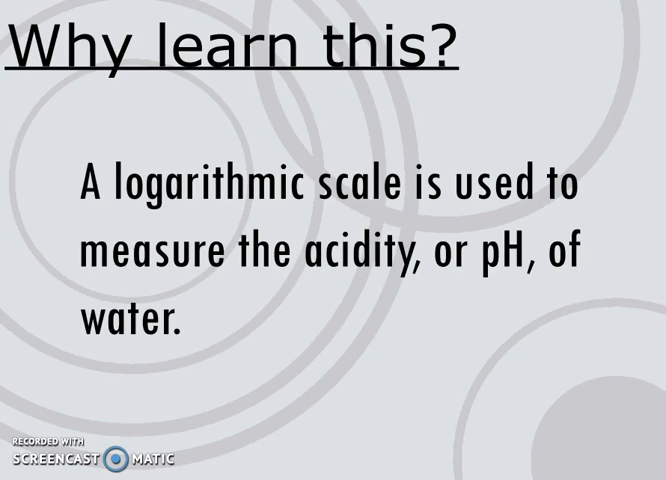 Why learn this?
A logarithmic scale is used to
measure the acidity, or pH, of
water.
RECORDED WITH
SCREENCAST MATIC